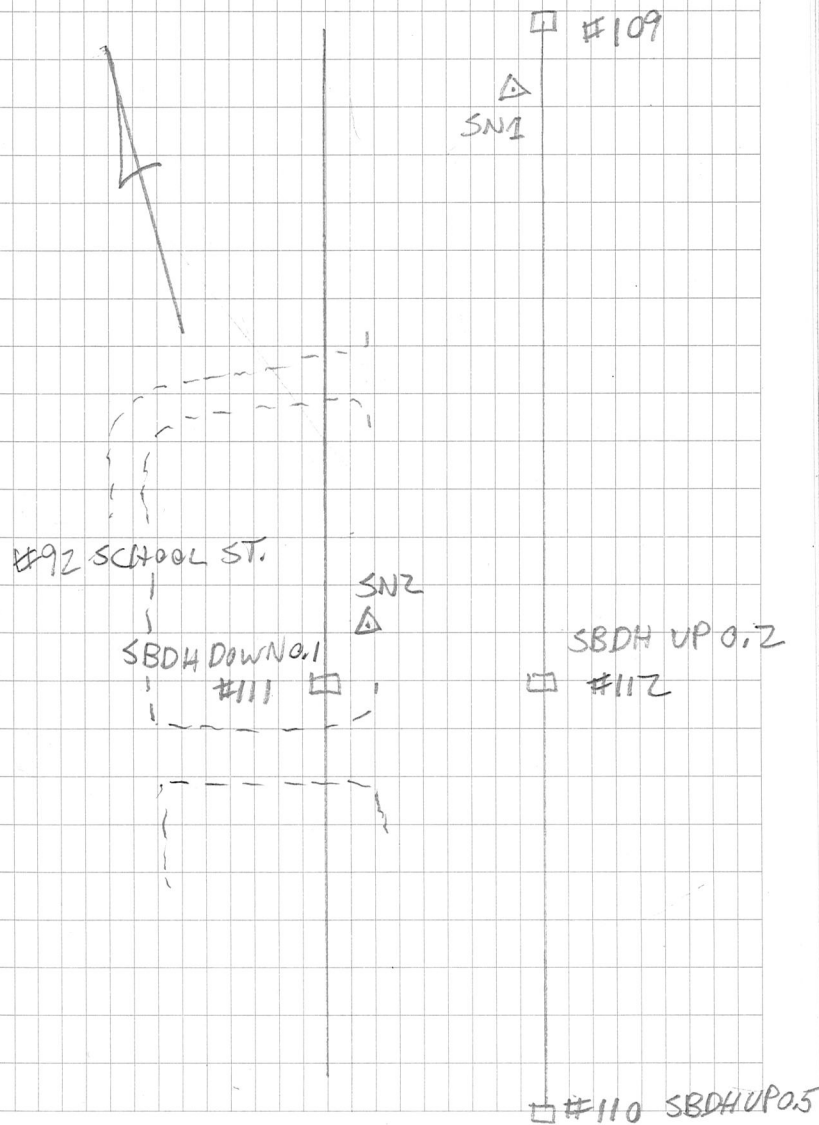 #109
SN1
#92 SCHOOL ST.
SN2
SBDH DOWN 0.1
#111
SBDH UP 0.2
#112
#110 SBDH UP 0.5